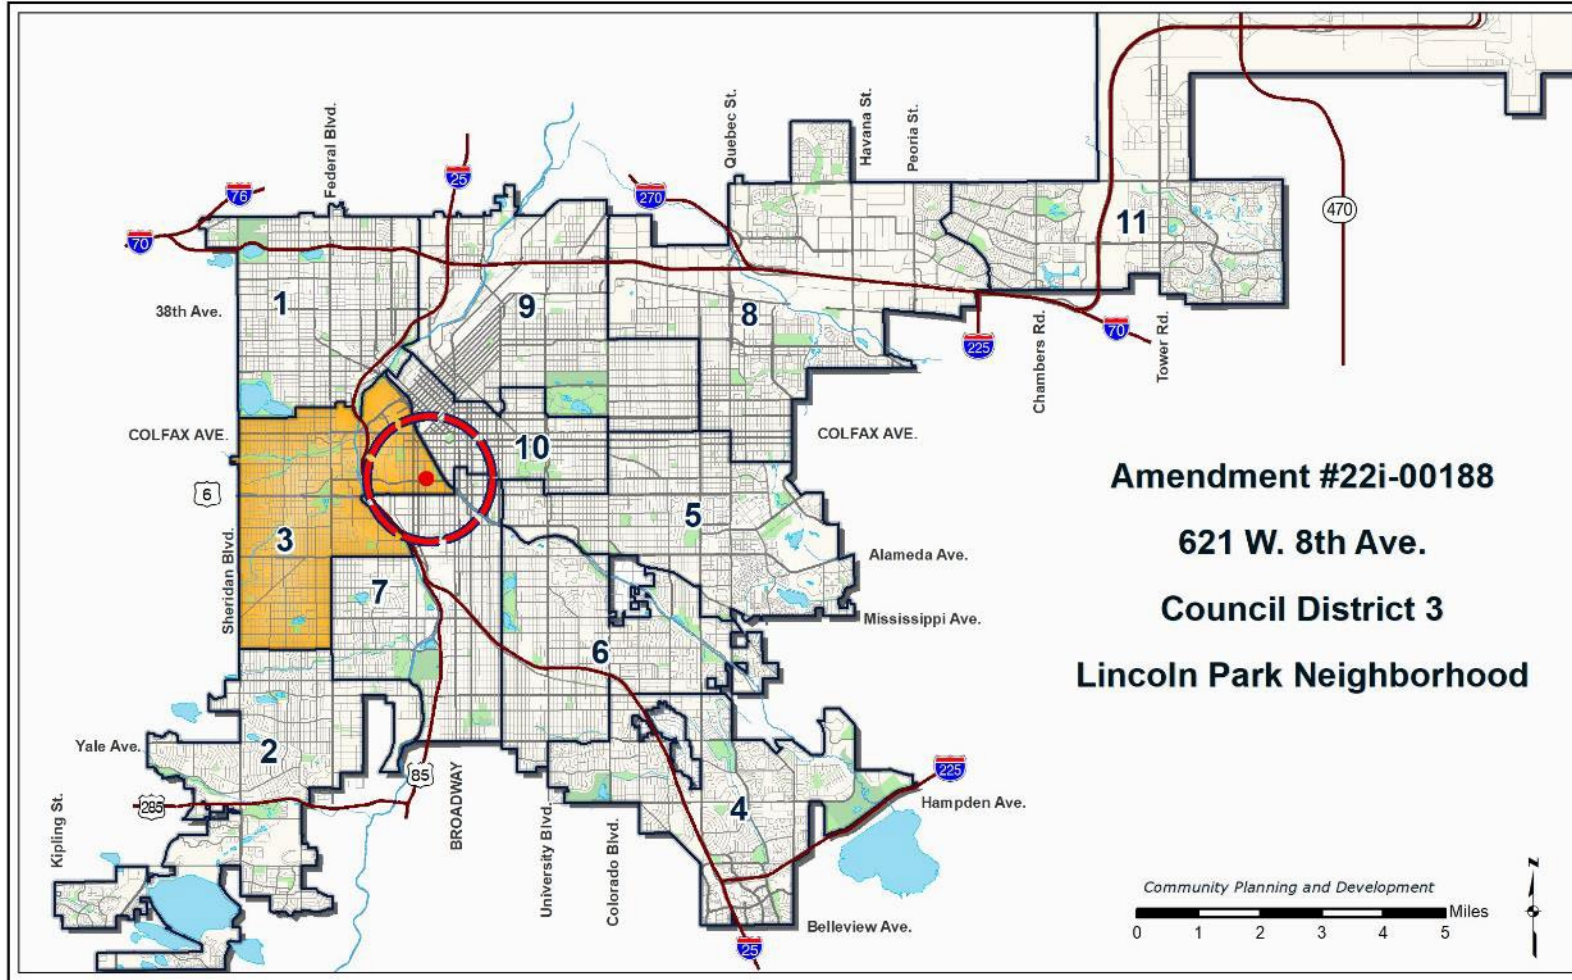 Federal Blvd.
Quebec St.
Havana St.
Peoria St.
76
25
270
70
470
11
1
9
8
38th Ave.
225
70
Chambers Rd.
Tower Rd.
COLFAX AVE.
10
COLFAX AVE.
6
5
3
Sheridan Blvd.
Alameda Ave.
7
Mississippi Ave.
6
Yale Ave.
2
85
225
285
4
Hampden Ave.
Kipling St.
BROADWAY
University Blvd.
Colorado Blvd.
Belleview Ave.
25
Amendment #22i-00188
621 W. 8th Ave.
Council District 3
Lincoln Park Neighborhood
Z
Community Planning and Development
Miles
0 1 2 3 4 5